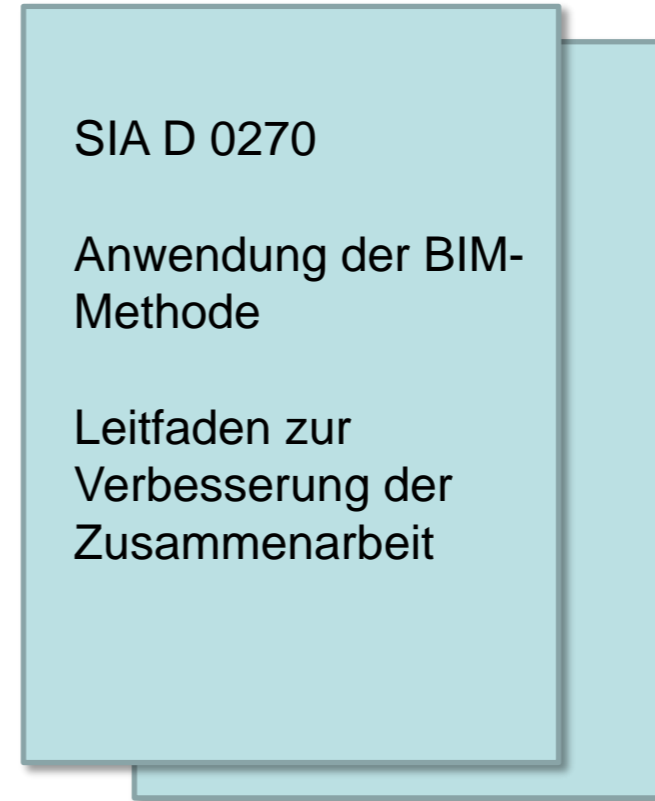 SIA D 0270
Anwendung der BIM-
Methode
Leitfaden zur
Verbesserung der
Zusammenarbeit